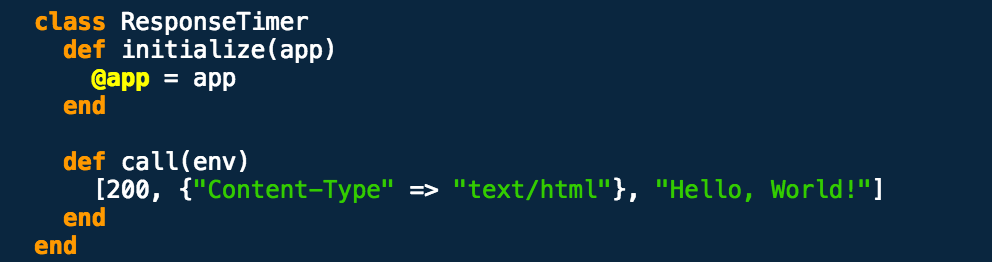 class ResponseTimer
  def initialize(app)
    @app = app
  end

  def call(env)
    [200, {"Content-Type" => "text/html"}, "Hello, World!"]
  end
end